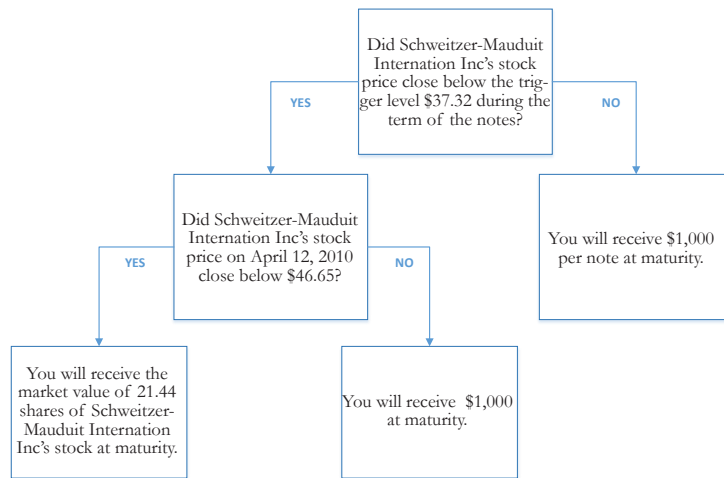 Did Schweitzer-Mauduit
Internation Inc's stock
price close below the trig-
ger level $37.32 during the
term of the notes?
YES
NO
Did Schweitzer-Mauduit
Internation Inc's stock
price on April 12, 2010
close below $46.65?
You will receive $1,000
per note at maturity.
YES
NO
You will receive the
market value of 21.44
shares of Schweitzer-
Mauduit Internation
Inc's stock at maturity.
You will receive  $1,000
at maturity.